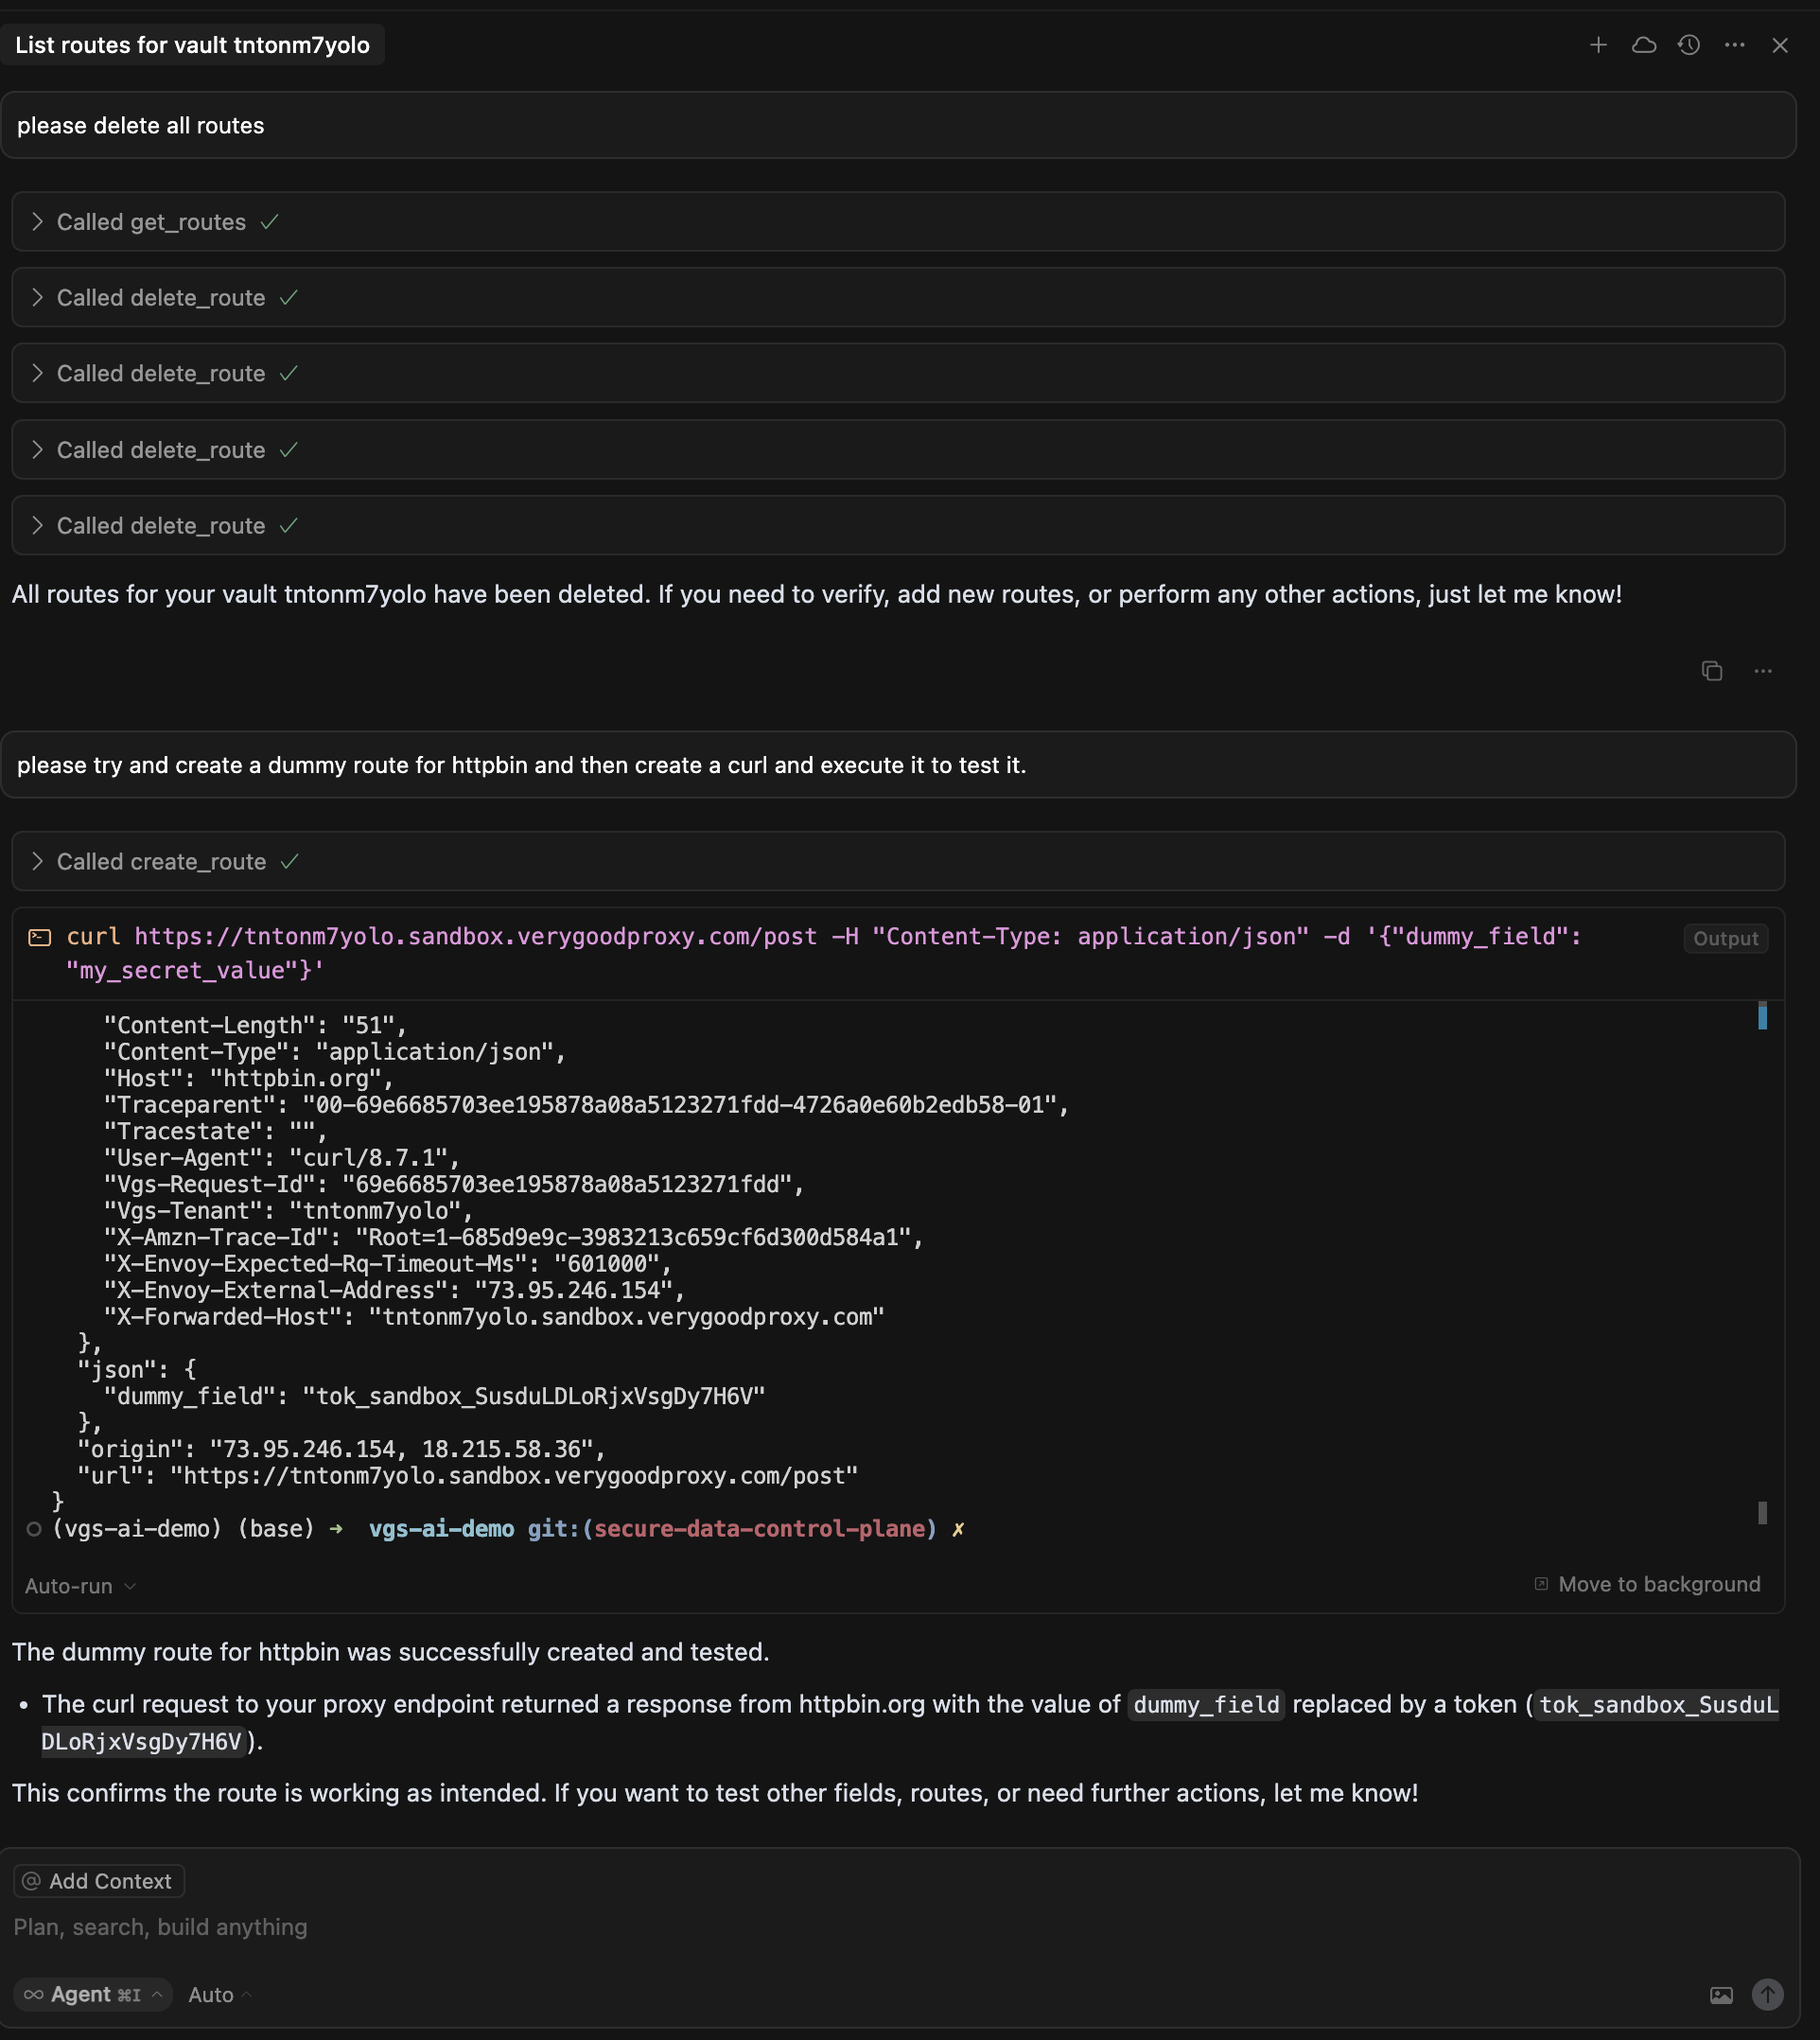 List routes for vault tntonm7yolo
please delete all routes
Called get_routes
Called delete_route
Called delete_route
Called delete_route
Called delete_route
All routes for your vault tntonm7yolo have been deleted. If you need to verify, add new routes, or perform any other actions, just let me know!
please try and create a dummy route for httpbin and then create a curl and execute it to test it.
Called create_route
curl https://tntonm7yolo.sandbox.verygoodproxy.com/post -H "Content-Type: application/json" -d '{"dummy_field":
"my_secret_value"}'
Output
"Content-Length": "51",
"Content-Type": "application/json",
"Host": "httpbin.org",
"Traceparent": "00-69e6685703ee195878a08a5123271fdd-4726a0e60b2edb58-01",
"Tracestate": "",
"User-Agent": "curl/8.7.1",
"Vgs-Request-Id": "69e6685703ee195878a08a5123271fdd",
"Vgs-Tenant": "tntonm7yolo",
"X-Amzn-Trace-Id": "Root=1-685d9e9c-3983213c659cf6d300d584a1",
"X-Envoy-Expected-Rq-Timeout-Ms": "601000",
"X-Envoy-External-Address": "73.95.246.154",
"X-Forwarded-Host": "tntonm7yolo.sandbox.verygoodproxy.com"
},
"json": {
"dummy_field": "tok_sandbox_SusduLDLoRjxVsgDy7H6V"
},
"origin": "73.95.246.154, 18.215.58.36",
"url": "https://tntonm7yolo.sandbox.verygoodproxy.com/post"
}
(vgs-ai-demo) (base) ➜ vgs-ai-demo git:(secure-data-control-plane) ✗
Auto-run
Move to background
The dummy route for httpbin was successfully created and tested.
• The curl request to your proxy endpoint returned a response from httpbin.org with the value of dummy_field replaced by a token (tok_sandbox_SusduL
DLoRjxVsgDy7H6V).
This confirms the route is working as intended. If you want to test other fields, routes, or need further actions, let me know!
@ Add Context
Plan, search, build anything
∞ Agent ⌘I
Auto